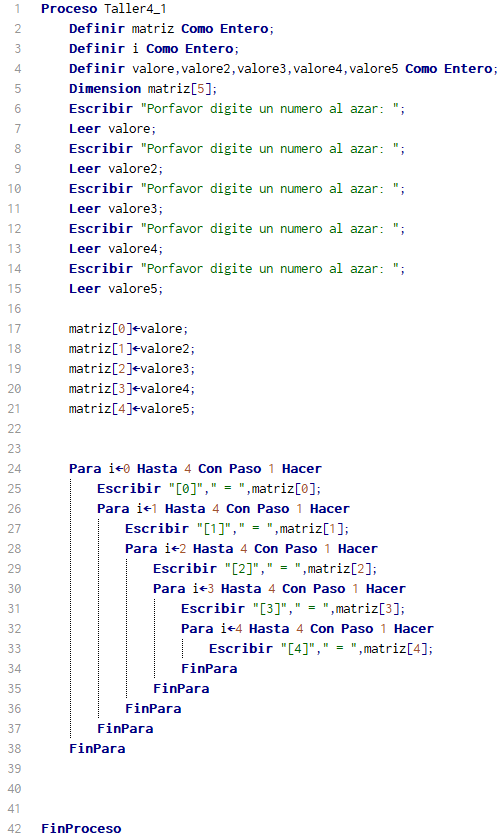 1 Proceso Taller4_1
2 Definir matriz Como Entero;
3 Definir i Como Entero;
4 Definir valore,valore2,valore3,valore4,valore5 Como Entero;
5 Dimension matriz[5];
6 Escribir "Porfavor digite un numero al azar: ";
7 Leer valore;
8 Escribir "Porfavor digite un numero al azar: ";
9 Leer valore2;
10 Escribir "Porfavor digite un numero al azar: ";
11 Leer valore3;
12 Escribir "Porfavor digite un numero al azar: ";
13 Leer valore4;
14 Escribir "Porfavor digite un numero al azar: ";
15 Leer valore5;
16
17 matriz[0]←valore;
18 matriz[1]←valore2;
19 matriz[2]←valore3;
20 matriz[3]←valore4;
21 matriz[4]←valore5;
22
23
24 Para i←0 Hasta 4 Con Paso 1 Hacer
25 Escribir "[0]"," = ",matriz[0];
26 Para i←1 Hasta 4 Con Paso 1 Hacer
27 Escribir "[1]"," = ",matriz[1];
28 Para i←2 Hasta 4 Con Paso 1 Hacer
29 Escribir "[2]"," = ",matriz[2];
30 Para i←3 Hasta 4 Con Paso 1 Hacer
31 Escribir "[3]"," = ",matriz[3];
32 Para i←4 Hasta 4 Con Paso 1 Hacer
33 Escribir "[4]"," = ",matriz[4];
34 FinPara
35 FinPara
36 FinPara
37 FinPara
38 FinPara
39
40
41
42 FinProceso